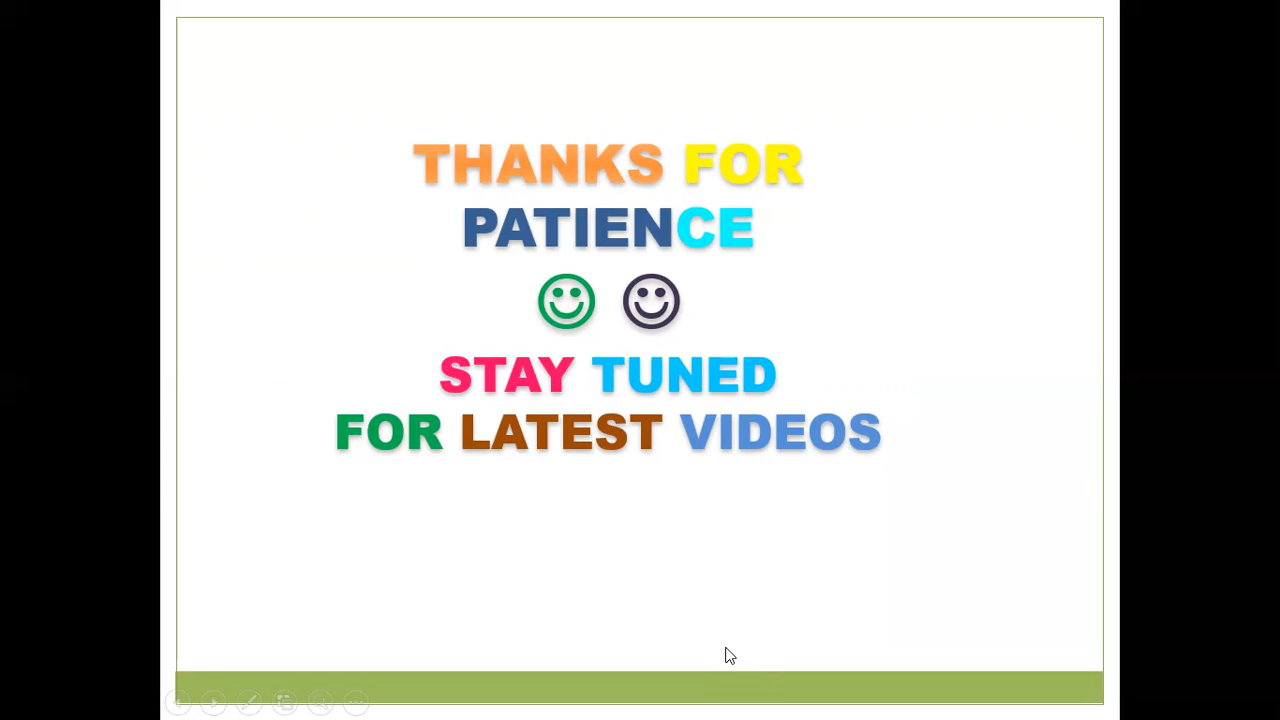 THANKS FOR
PATIENCE
☺ ☺
STAY TUNED
FOR LATEST VIDEOS